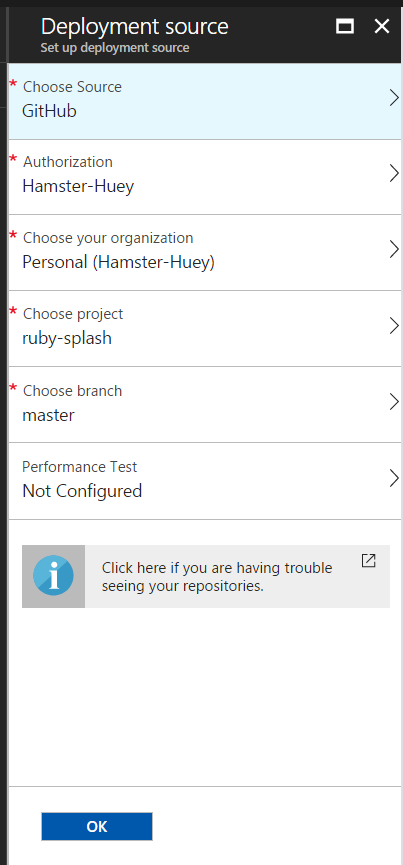 Deployment source
Set up deployment source
* Choose Source
GitHub
* Authorization
Hamster-Huey
* Choose your organization
Personal (Hamster-Huey)
* Choose project
ruby-splash
* Choose branch
master
Performance Test
Not Configured
Click here if you are having trouble
seeing your repositories.
OK